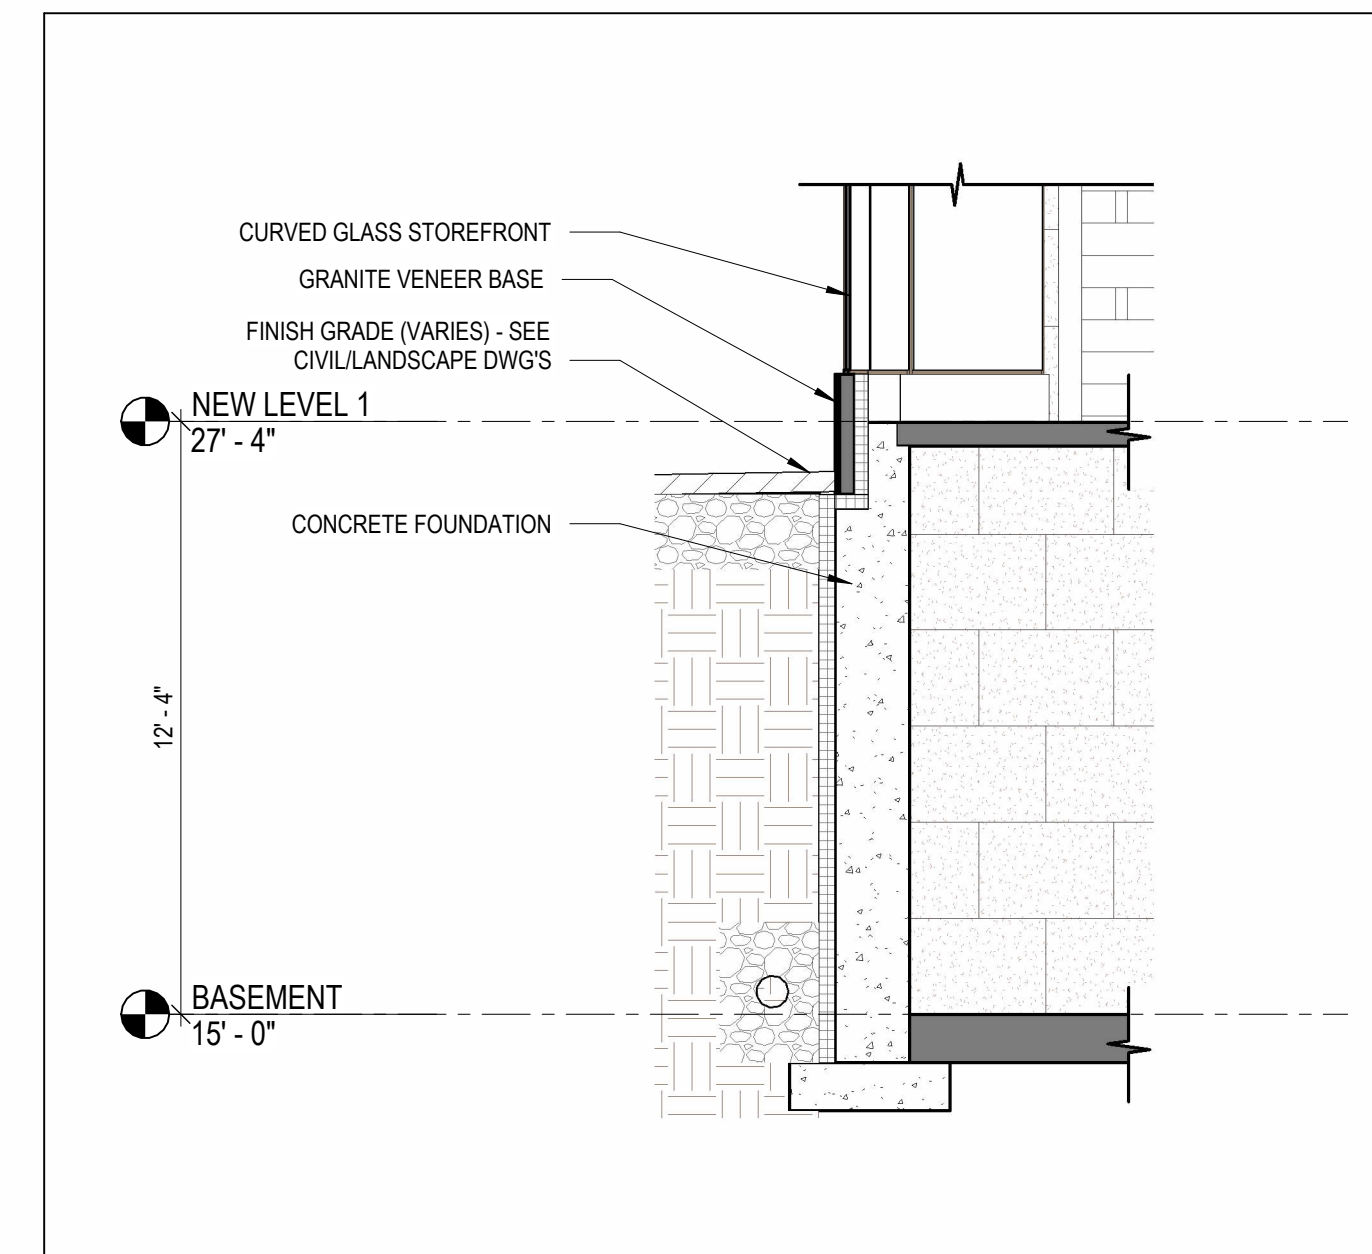 CURVED GLASS STOREFRONT
GRANITE VENEER BASE
FINISH GRADE (VARIES) - SEE
CIVIL/LANDSCAPE DWG'S
NEW LEVEL 1
27' - 4"
CONCRETE FOUNDATION
12' - 4"
BASEMENT
15' - 0"